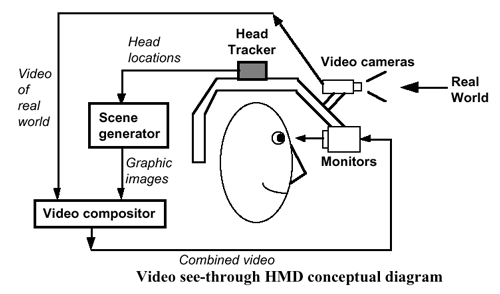 Head
Tracker
Head
locations
Video cameras
Video
of
real
world
Real
World
Scene
generator
Monitors
Graphic
images
Video compositor
Combined video
Video see-through HMD conceptual diagram